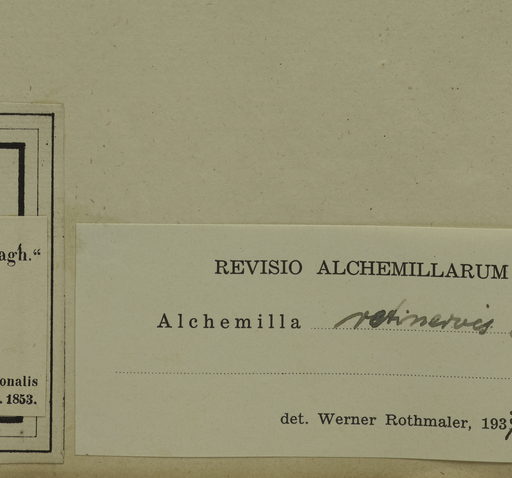 agh.“
onalis
. 1853.
REVISIO ALCHEMILLARUM
Alchemilla retinervis
det. Werner Rothmaler, 193